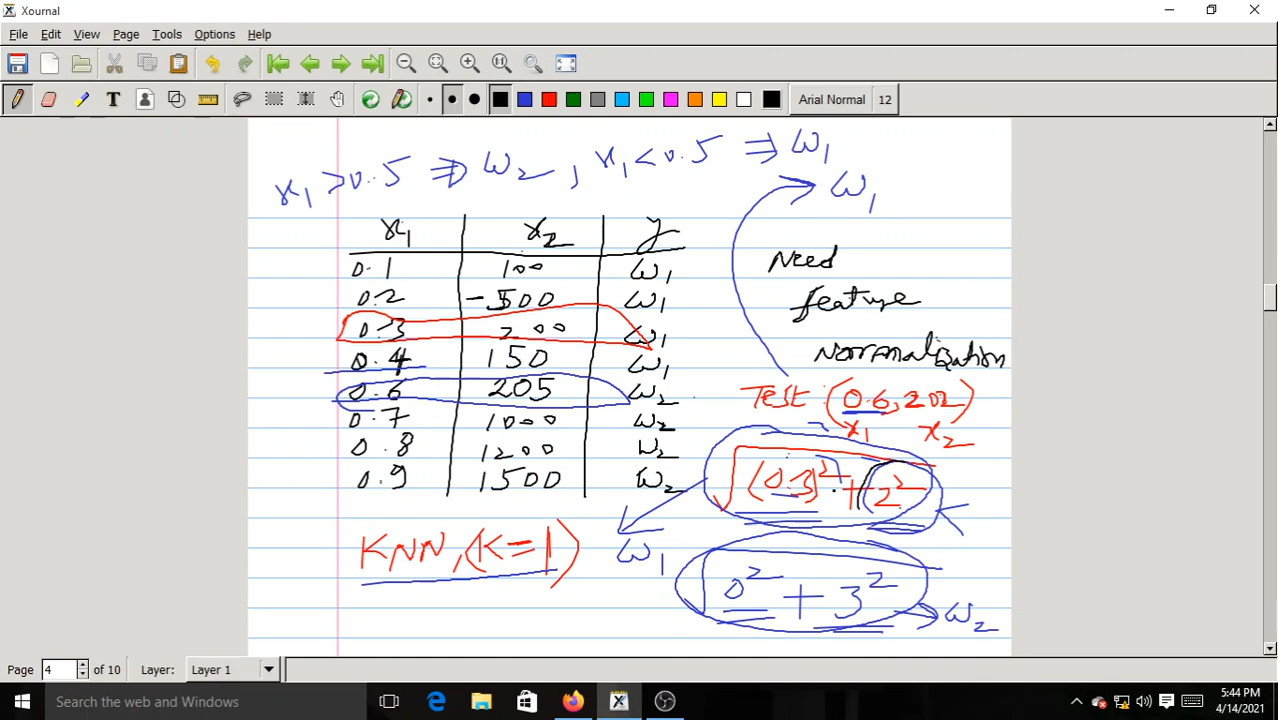 Xournal
File Edit View Page Tools Options Help
Arial Normal 12
x1 > 0.5 ⇒ ω2 , x1 < 0.5 ⇒ ω1
ω1
x1 x2 y
0.1 100 ω1
0.2 -500 ω1
0.3 200 ω1
0.4 150 ω1
0.6 205 ω2
0.7 1000 ω2
0.8 1200 ω2
0.9 1500 ω2
Need
feature
Normalization
TEST (0.6, 202)
x1 x2
√(0.3)² + 2²
ω1
√0² + 3² → ω2
KNN, (K=1)
Page 4 of 10 Layer: Layer 1
Search the web and Windows
5:44 PM
4/14/2021